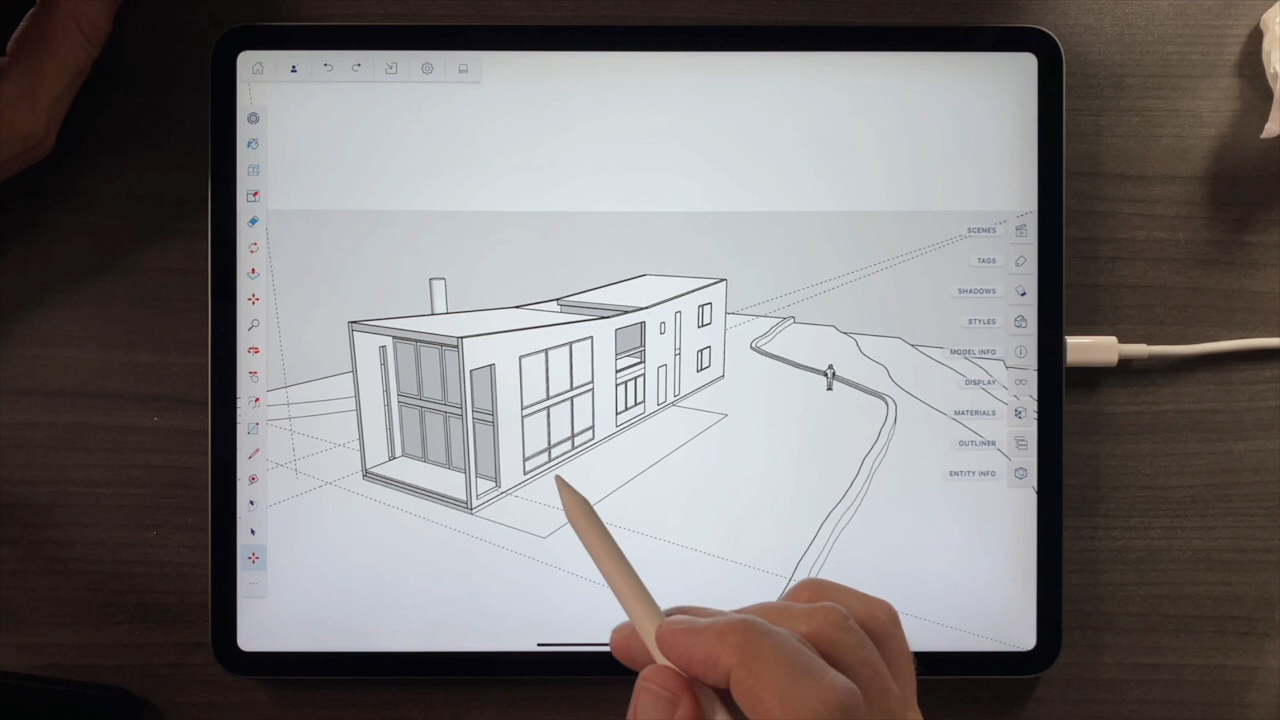 SCENES
TAGS
SHADOWS
STYLES
MODEL INFO
DISPLAY
MATERIALS
OUTLINER
ENTITY INFO